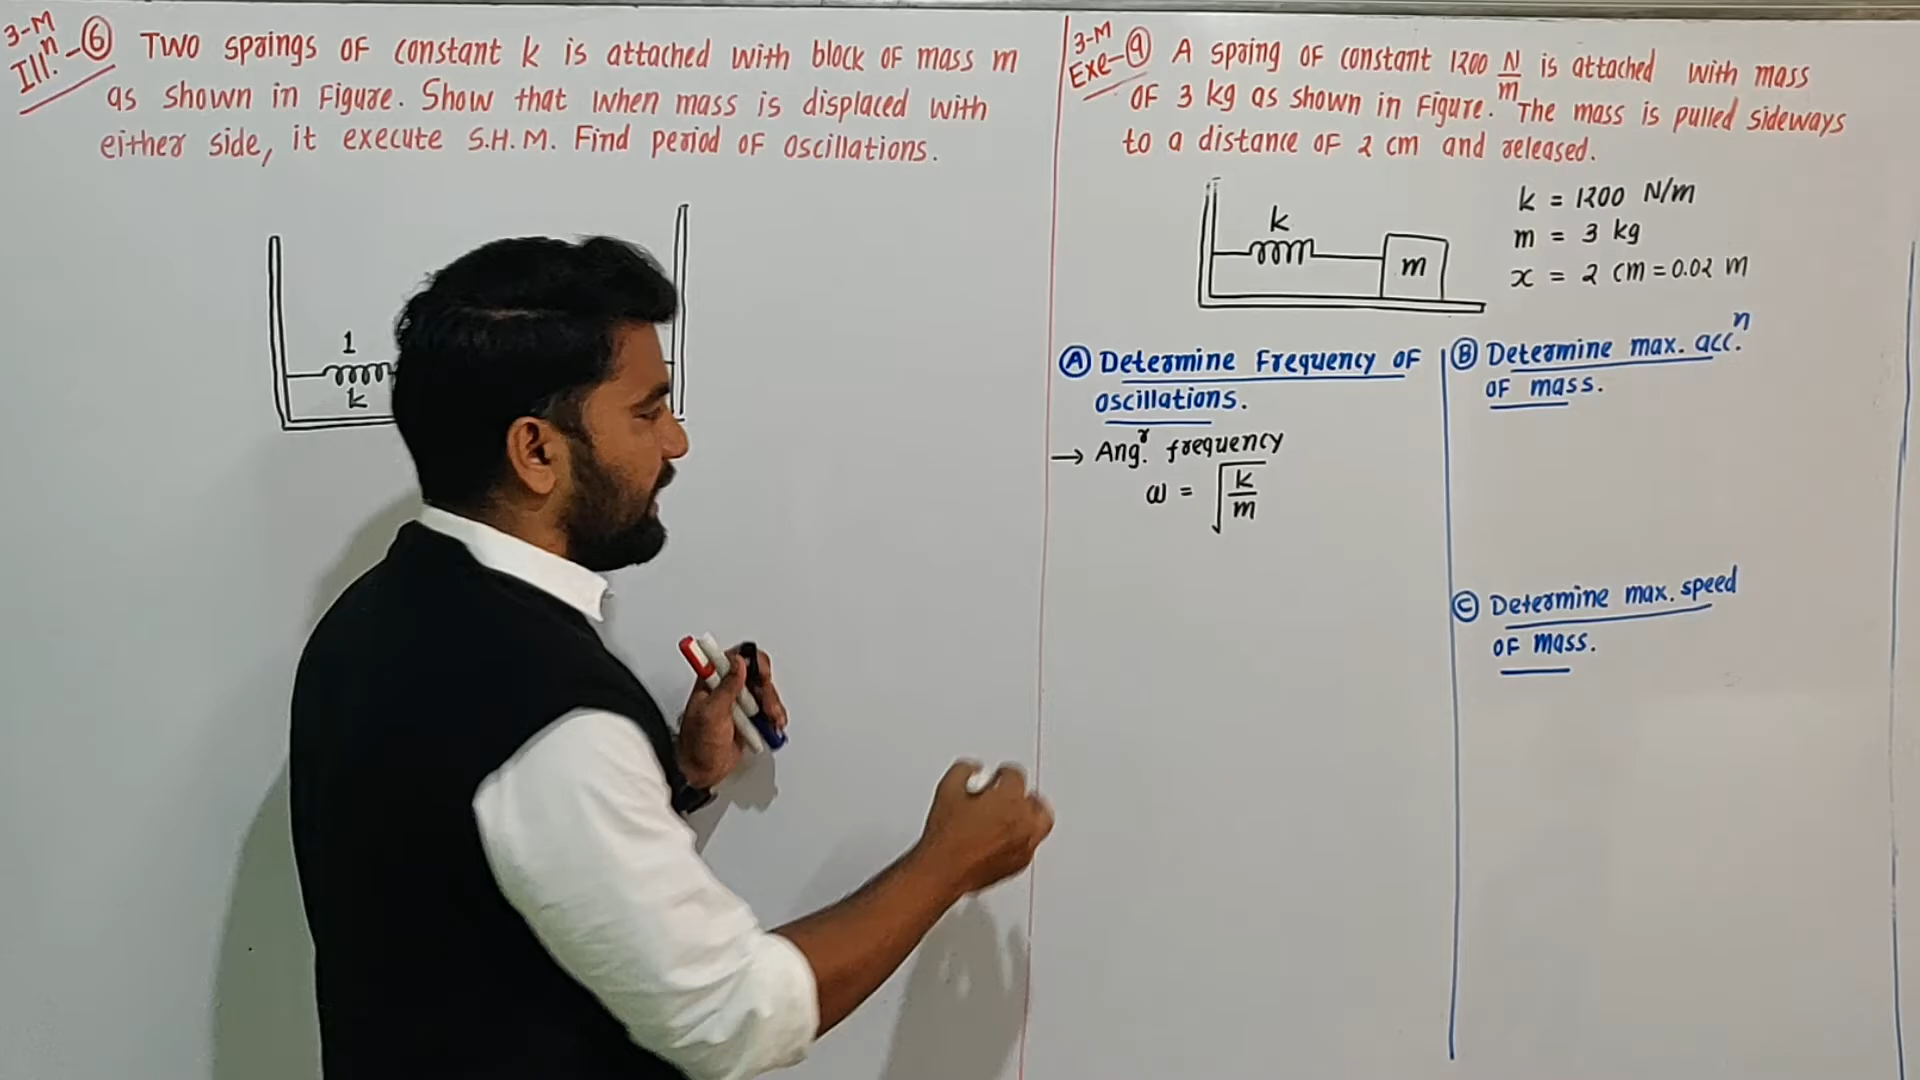 3-M
Ill.ⁿ-⑥ Two springs of constant k is attached with block of mass m
as shown in Figure. Show that when mass is displaced with
either side, it execute S.H.M. Find period of oscillations.
1
k
3-M
Exe-⑨ A spring of constant 1200 N/m is attached with mass
of 3 kg as shown in Figure. The mass is pulled sideways
to a distance of 2 cm and released.
k
m
k = 1200 N/m
m = 3 kg
x = 2 cm = 0.02 m
Ⓐ Determine Frequency of
oscillations.
→ Ang.ʳ frequency
ω = √(k/m)
Ⓑ Determine max. acc.ⁿ
of mass.
Ⓒ Determine max. speed
of mass.